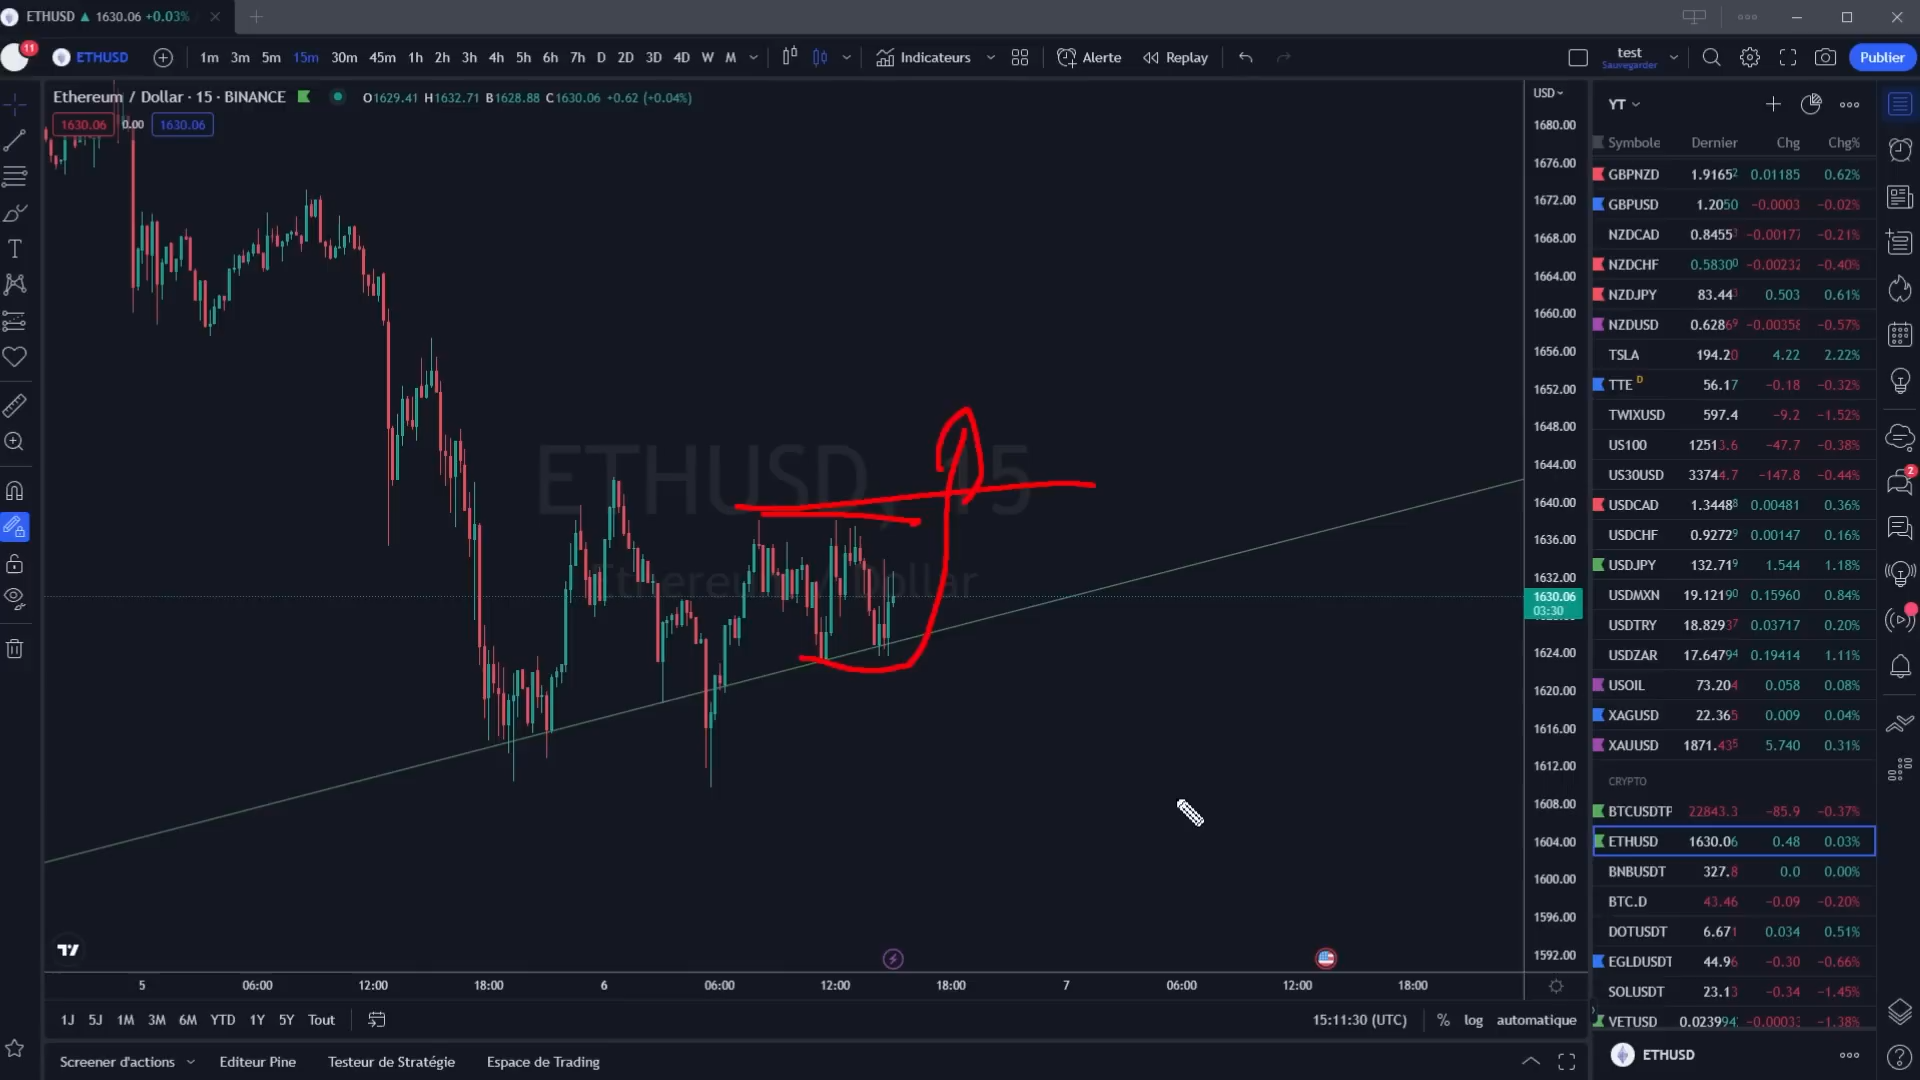 ETHUSD ▲ 1630.06 +0.03%
11
ETHUSD 1m 3m 5m 15m 30m 45m 1h 2h 3h 4h 5h 6h 7h D 2D 3D 4D W M Indicateurs Alerte Replay test Sauvegarder Publier
Ethereum / Dollar · 15 · BINANCE O1629.41 H1632.71 B1628.88 C1630.06 +0.62 (+0.04%)
1630.06 0.00 1630.06
ETHUSD, 15
Ethereum / Dollar
USD
1680.00
1676.00
1672.00
1668.00
1664.00
1660.00
1656.00
1652.00
1648.00
1644.00
1640.00
1636.00
1632.00
1630.06
03:30
1624.00
1620.00
1616.00
1612.00
1608.00
1604.00
1600.00
1596.00
1592.00
5 06:00 12:00 18:00 6 06:00 12:00 18:00 7 06:00 12:00 18:00
1J 5J 1M 3M 6M YTD 1Y 5Y Tout 15:11:30 (UTC) % log automatique
Screener d'actions Editeur Pine Testeur de Stratégie Espace de Trading
YT
Symbole Dernier Chg Chg%
GBPNZD 1.91652 0.01185 0.62%
GBPUSD 1.2050 −0.0003 −0.02%
NZDCAD 0.8455 −0.00177 −0.21%
NZDCHF 0.58300 −0.00232 −0.40%
NZDJPY 83.443 0.503 0.61%
NZDUSD 0.62869 −0.00358 −0.57%
TSLA 194.20 4.22 2.22%
TTE D 56.17 −0.18 −0.32%
TWIXUSD 597.4 −9.2 −1.52%
US100 12513.6 −47.7 −0.38%
US30USD 33744.7 −147.8 −0.44%
USDCAD 1.34488 0.00481 0.36%
USDCHF 0.92729 0.00147 0.16%
USDJPY 132.719 1.544 1.18%
USDMXN 19.12190 0.15960 0.84%
USDTRY 18.82937 0.03717 0.20%
USDZAR 17.64794 0.19414 1.11%
USOIL 73.204 0.058 0.08%
XAGUSD 22.365 0.009 0.04%
XAUUSD 1871.435 5.740 0.31%
CRYPTO
BTCUSDTP 22843.3 −85.9 −0.37%
ETHUSD 1630.06 0.48 0.03%
BNBUSDT 327.8 0.0 0.00%
BTC.D 43.46 −0.09 −0.20%
DOTUSDT 6.671 0.034 0.51%
EGLDUSDT 44.96 −0.30 −0.66%
SOLUSDT 23.13 −0.34 −1.45%
VETUSD 0.023994 −0.00033 −1.38%
ETHUSD
2